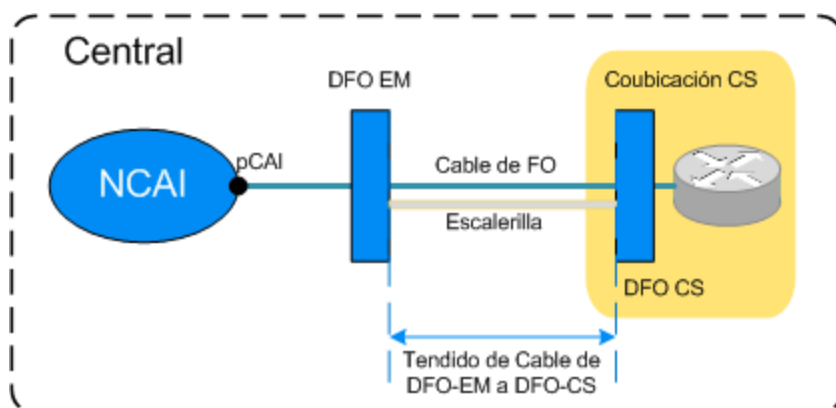 Central
DFO EM
Coubicación CS
NCAI
pCAI
Cable de FO
Escalerilla
DFO CS
Tendido de Cable de
DFO-EM a DFO-CS